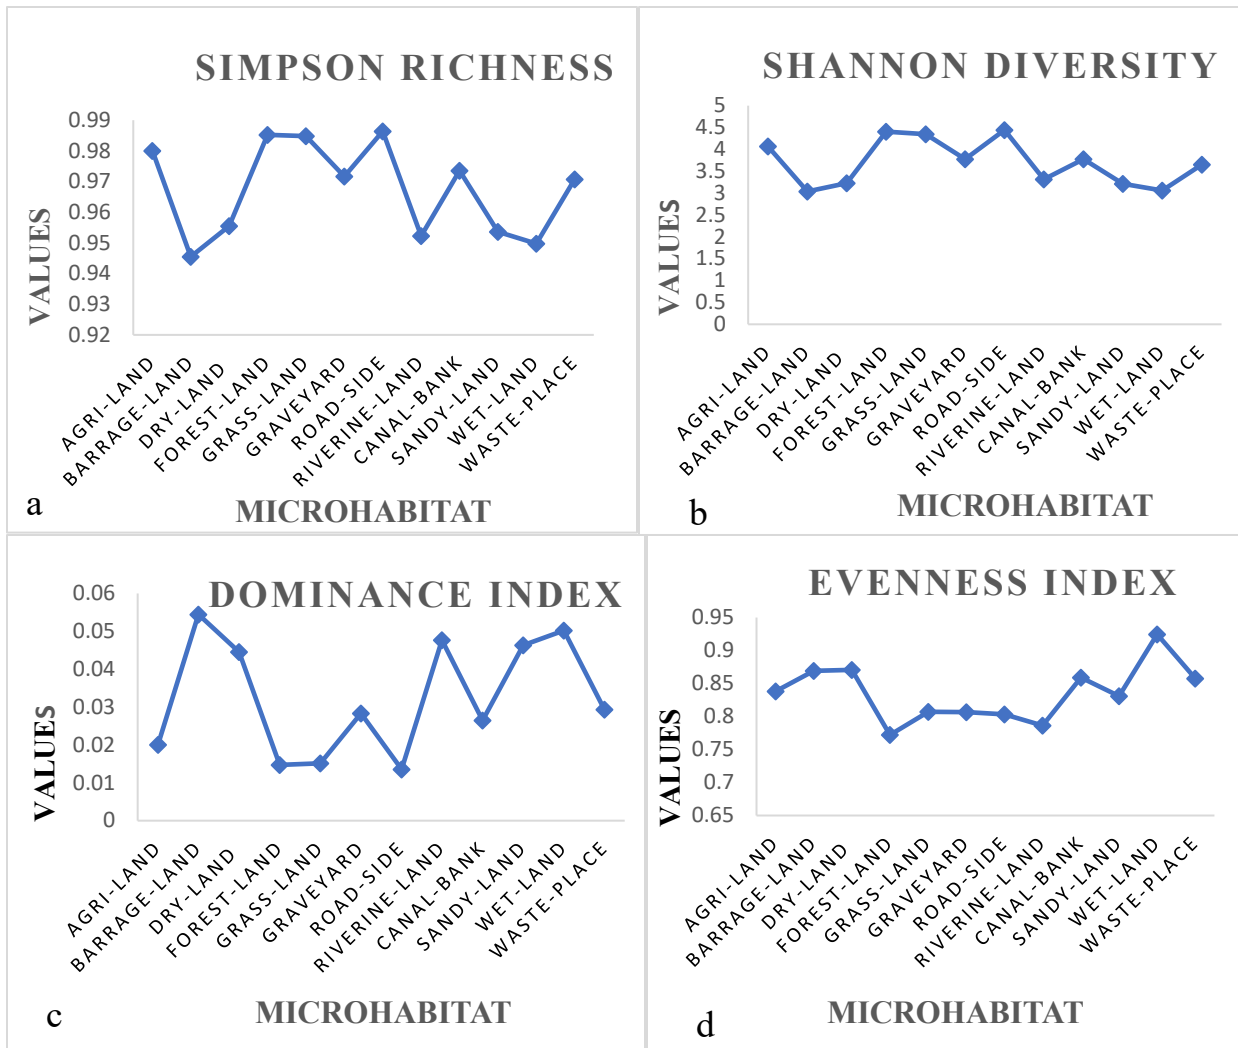 SIMPSON RICHNESS
VALUES
0.99
0.98
0.97
0.96
0.95
0.94
0.93
0.92
AGRI-LAND
BARRAGE-LAND
DRY-LAND
FOREST-LAND
GRASS-LAND
GRAVEYARD
ROAD-SIDE
RIVERINE-LAND
CANAL-BANK
SANDY-LAND
WET-LAND
WASTE-PLACE
MICROHABITAT
a
SHANNON DIVERSITY
VALUES
5
4.5
4
3.5
3
2.5
2
1.5
1
0.5
0
AGRI-LAND
BARRAGE-LAND
DRY-LAND
FOREST-LAND
GRASS-LAND
GRAVEYARD
ROAD-SIDE
RIVERINE-LAND
CANAL-BANK
SANDY-LAND
WET-LAND
WASTE-PLACE
MICROHABITAT
b
DOMINANCE INDEX
VALUES
0.06
0.05
0.04
0.03
0.02
0.01
0
AGRI-LAND
BARRAGE-LAND
DRY-LAND
FOREST-LAND
GRASS-LAND
GRAVEYARD
ROAD-SIDE
RIVERINE-LAND
CANAL-BANK
SANDY-LAND
WET-LAND
WASTE-PLACE
MICROHABITAT
c
EVENNESS INDEX
VALUES
0.95
0.9
0.85
0.8
0.75
0.7
0.65
AGRI-LAND
BARRAGE-LAND
DRY-LAND
FOREST-LAND
GRASS-LAND
GRAVEYARD
ROAD-SIDE
RIVERINE-LAND
CANAL-BANK
SANDY-LAND
WET-LAND
WASTE-PLACE
MICROHABITAT
d